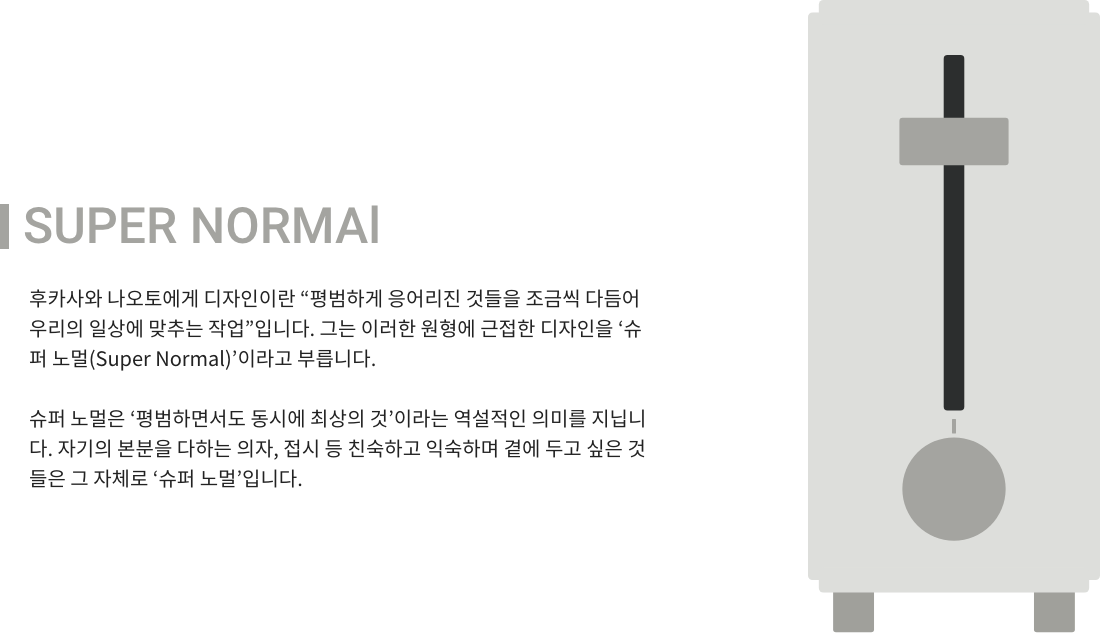 SUPER NORMAl
후카사와 나오토에게 디자인이란 “평범하게 응어리진 것들을 조금씩 다듬어
우리의 일상에 맞추는 작업”입니다. 그는 이러한 원형에 근접한 디자인을 ‘슈
퍼 노멀(Super Normal)’이라고 부릅니다.
슈퍼 노멀은 ‘평범하면서도 동시에 최상의 것’이라는 역설적인 의미를 지닙니
다. 자기의 본분을 다하는 의자, 접시 등 친숙하고 익숙하며 곁에 두고 싶은 것
들은 그 자체로 ‘슈퍼 노멀’입니다.